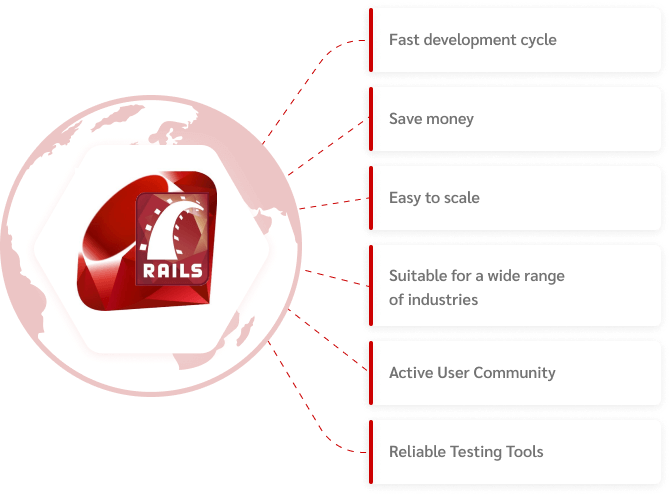 Fast development cycle
Save money
Easy to scale
RAILS
Suitable for a wide range
of industries
Active User Community
Reliable Testing Tools